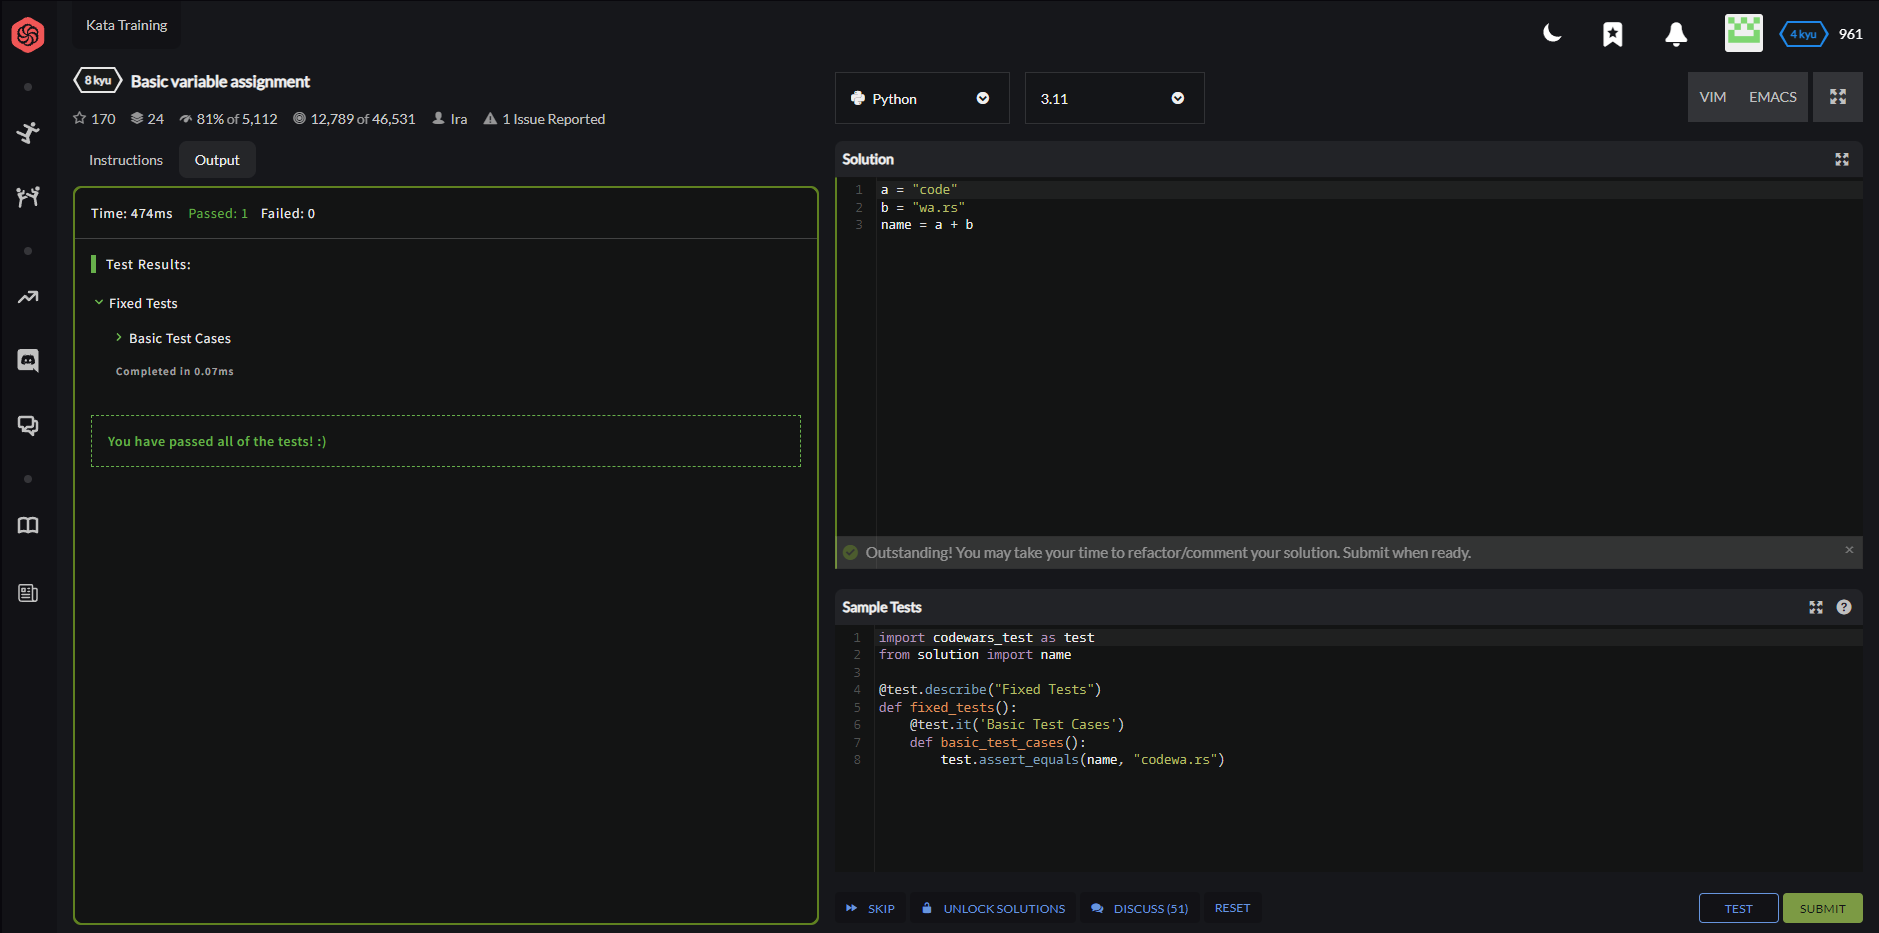 Kata Training
4 kyu 961
8 kyu Basic variable assignment
170 24 81% of 5,112 12,789 of 46,531 Ira 1 Issue Reported
Instructions Output
Time: 474ms Passed: 1 Failed: 0
Test Results:
Fixed Tests
Basic Test Cases
Completed in 0.07ms
You have passed all of the tests! :)
Python 3.11 VIM EMACS
Solution
1 a = "code"
2 b = "wa.rs"
3 name = a + b
Outstanding! You may take your time to refactor/comment your solution. Submit when ready. ×
Sample Tests ?
1 import codewars_test as test
2 from solution import name
3
4 @test.describe("Fixed Tests")
5 def fixed_tests():
6     @test.it('Basic Test Cases')
7     def basic_test_cases():
8         test.assert_equals(name, "codewa.rs")
SKIP UNLOCK SOLUTIONS DISCUSS (51) RESET TEST SUBMIT